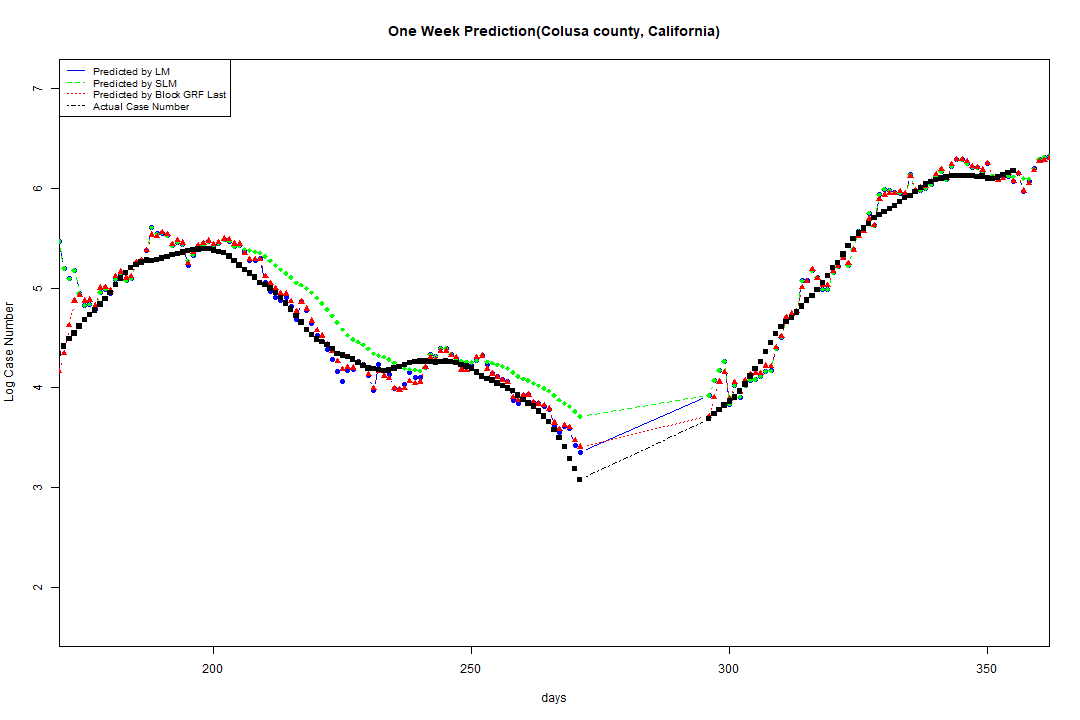 One Week Prediction(Colusa county, California)
Predicted by LM
Predicted by SLM
Predicted by Block GRF Last
Actual Case Number
7
6
5
4
3
2
Log Case Number
200
250
300
350
days